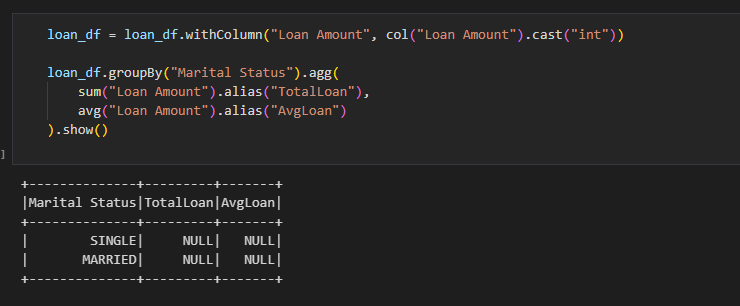 loan_df = loan_df.withColumn("Loan Amount", col("Loan Amount").cast("int"))
loan_df.groupBy("Marital Status").agg(
    sum("Loan Amount").alias("TotalLoan"),
    avg("Loan Amount").alias("AvgLoan")
).show()
]
+--------------+---------+-------+
|Marital Status|TotalLoan|AvgLoan|
+--------------+---------+-------+
|        SINGLE|     NULL|   NULL|
|       MARRIED|     NULL|   NULL|
+--------------+---------+-------+